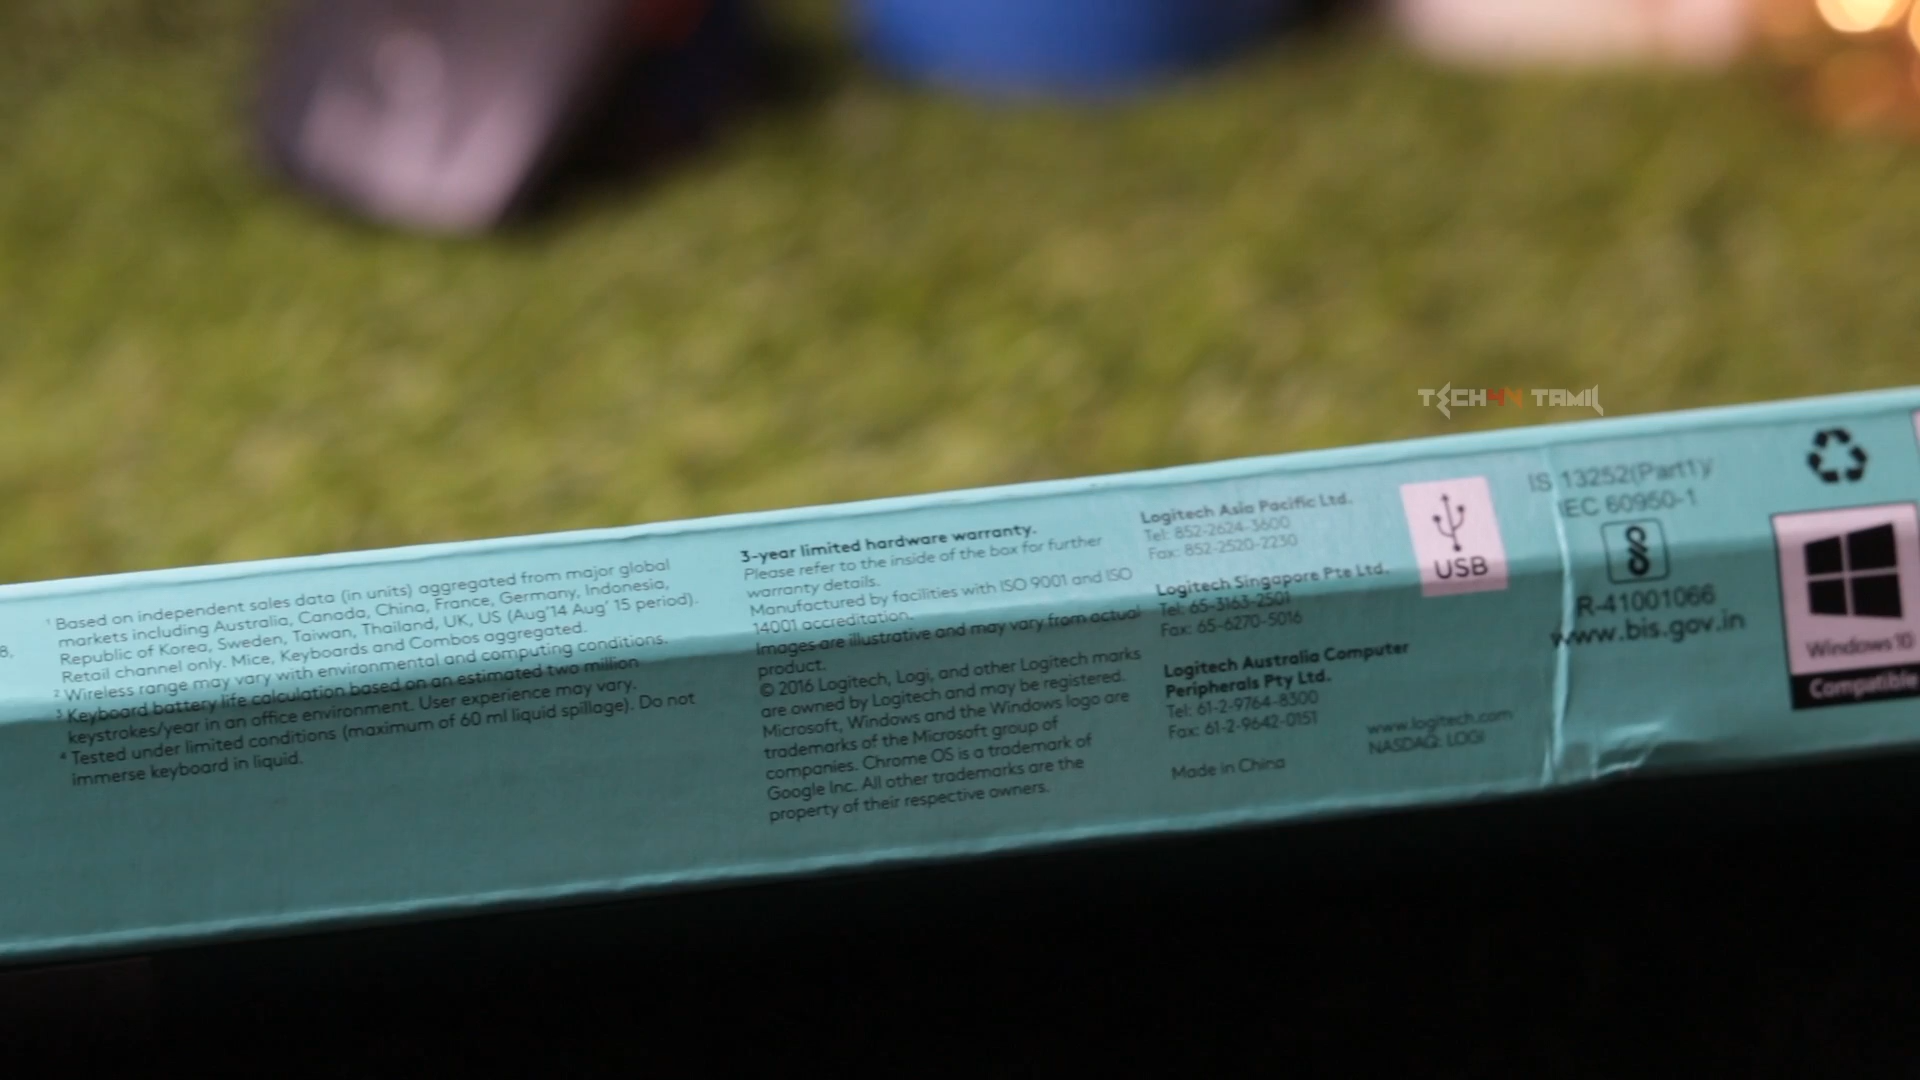 TECH4N TAMIL
8,
¹ Based on independent sales data (in units) aggregated from major global
markets including Australia, Canada, China, France, Germany, Indonesia,
Republic of Korea, Sweden, Taiwan, Thailand, UK, US (Aug'14 Aug' 15 period).
Retail channel only. Mice, Keyboards and Combos aggregated.
² Wireless range may vary with environmental and computing conditions.
³ Keyboard battery life calculation based on an estimated two million
keystrokes/year in an office environment. User experience may vary.
⁴ Tested under limited conditions (maximum of 60 ml liquid spillage). Do not
immerse keyboard in liquid.
3-year limited hardware warranty.
Please refer to the inside of the box for further
warranty details.
Manufactured by facilities with ISO 9001 and ISO
14001 accreditation.
Images are illustrative and may vary from actual
product.
© 2016 Logitech, Logi, and other Logitech marks
are owned by Logitech and may be registered.
Microsoft, Windows and the Windows logo are
trademarks of the Microsoft group of
companies. Chrome OS is a trademark of
Google Inc. All other trademarks are the
property of their respective owners.
Logitech Asia Pacific Ltd.
Tel: 852-2624-3600
Fax: 852-2520-2230
Logitech Singapore Pte Ltd.
Tel: 65-3163-2501
Fax: 65-6270-5016
Logitech Australia Computer
Peripherals Pty Ltd.
Tel: 61-2-9764-8300
Fax: 61-2-9642-0151
Made in China
www.logitech.com
NASDAQ: LOGI
USB
IS 13252(Part1)/
IEC 60950-1
R-41001066
www.bis.gov.in
Windows 10
Compatible